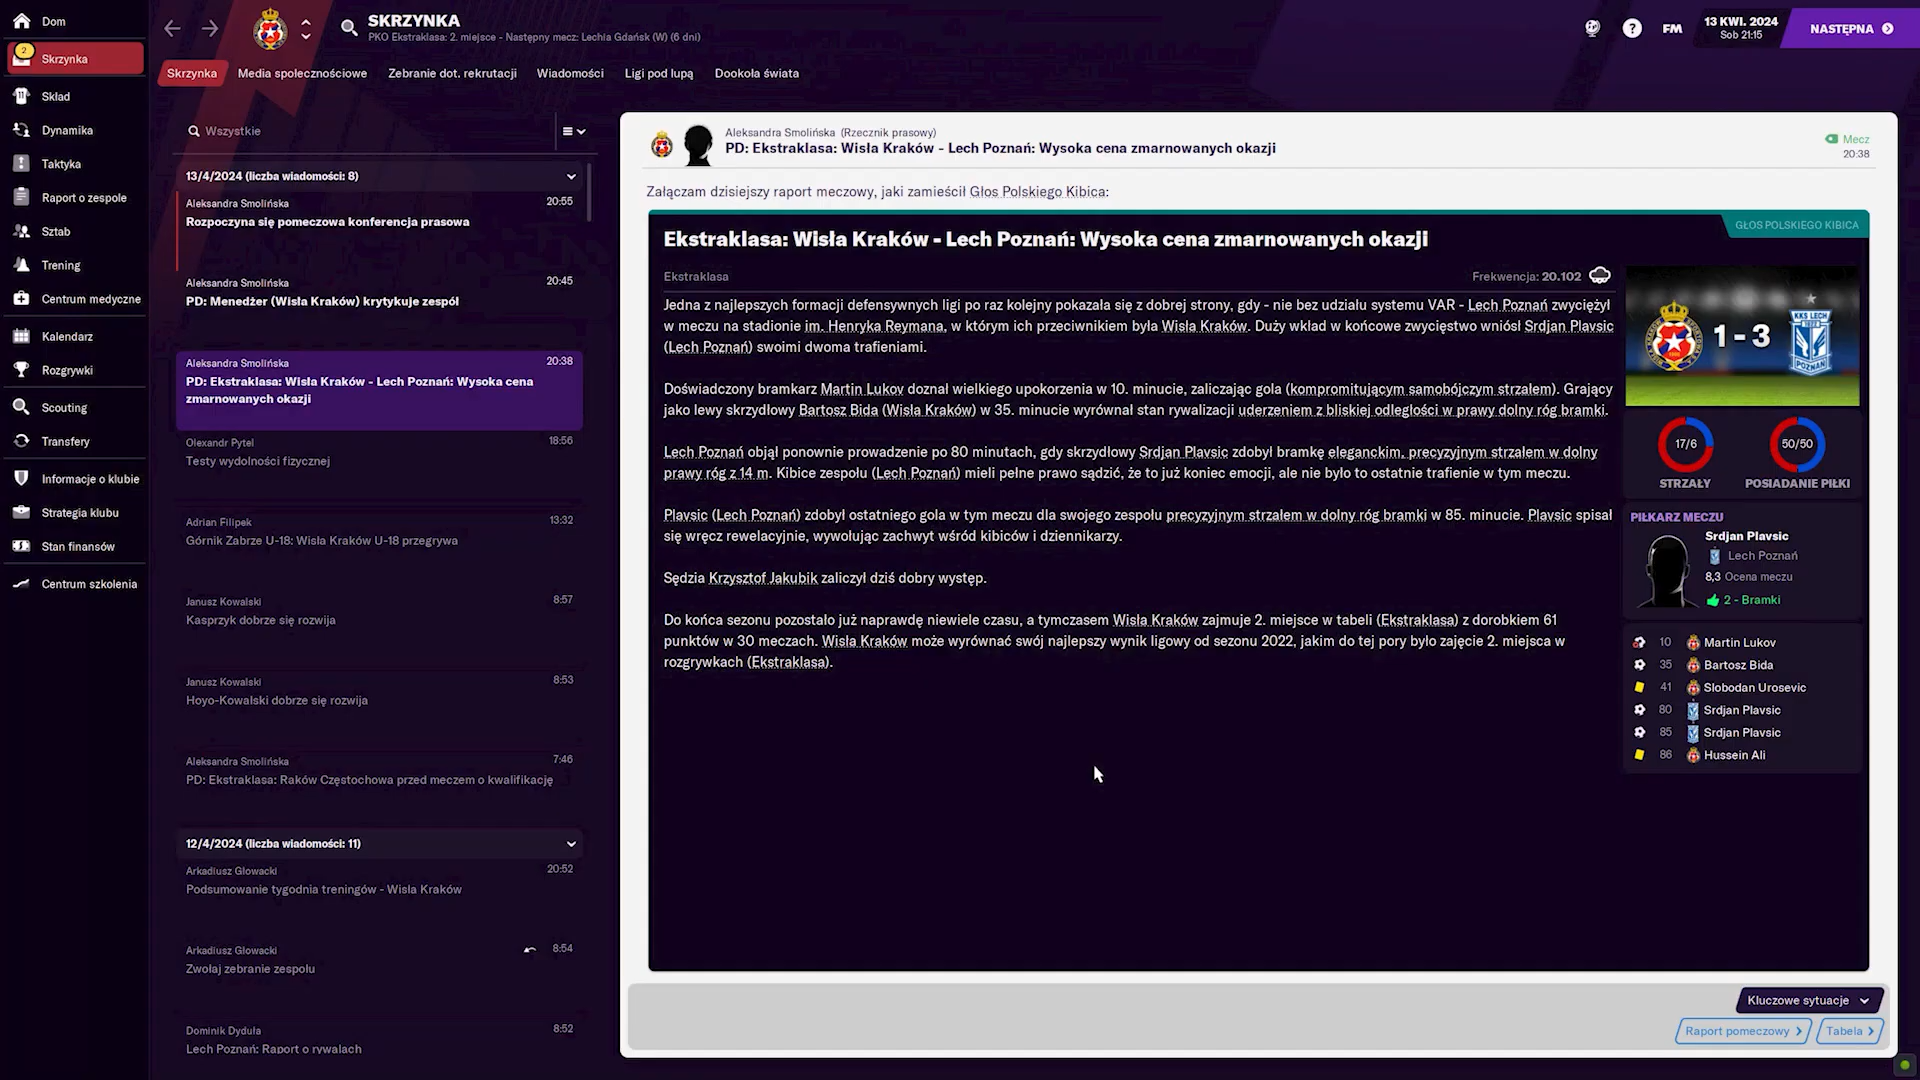 Dom
2
Skrzynka
Skład
Dynamika
Taktyka
Raport o zespole
Sztab
Trening
Centrum medyczne
Kalendarz
Rozgrywki
Scouting
Transfery
Informacje o klubie
Strategia klubu
Stan finansów
Centrum szkolenia
SKRZYNKA
PKO Ekstraklasa: 2. miejsce - Następny mecz: Lechia Gdańsk (W) (6 dni)
? FM
13 KWI. 2024
Sob 21:15
NASTĘPNA
Skrzynka Media społecznościowe Zebranie dot. rekrutacji Wiadomości Ligi pod lupą Dookoła świata
Wszystkie
13/4/2024 (liczba wiadomości: 8)
Aleksandra Smolińska 20:55
Rozpoczyna się pomeczowa konferencja prasowa
Aleksandra Smolińska 20:45
PD: Menedżer (Wisła Kraków) krytykuje zespół
Aleksandra Smolińska 20:38
PD: Ekstraklasa: Wisła Kraków - Lech Poznań: Wysoka cena
zmarnowanych okazji
Olexandr Pytel 18:56
Testy wydolności fizycznej
Adrian Filipek 13:32
Górnik Zabrze U-18: Wisła Kraków U-18 przegrywa
Janusz Kowalski 8:57
Kasprzyk dobrze się rozwija
Janusz Kowalski 8:53
Hoyo-Kowalski dobrze się rozwija
Aleksandra Smolińska 7:46
PD: Ekstraklasa: Raków Częstochowa przed meczem o kwalifikację
12/4/2024 (liczba wiadomości: 11)
Arkadiusz Głowacki 20:52
Podsumowanie tygodnia treningów - Wisła Kraków
Arkadiusz Głowacki 8:54
Zwołaj zebranie zespołu
Dominik Dyduła 8:52
Lech Poznań: Raport o rywalach
Aleksandra Smolińska (Rzecznik prasowy)
PD: Ekstraklasa: Wisła Kraków - Lech Poznań: Wysoka cena zmarnowanych okazji
Mecz
20:38
Załączam dzisiejszy raport meczowy, jaki zamieścił Głos Polskiego Kibica:
GŁOS POLSKIEGO KIBICA
Ekstraklasa: Wisła Kraków - Lech Poznań: Wysoka cena zmarnowanych okazji
Ekstraklasa Frekwencja: 20.102
Jedna z najlepszych formacji defensywnych ligi po raz kolejny pokazała się z dobrej strony, gdy - nie bez udziału systemu VAR - Lech Poznań zwyciężył
w meczu na stadionie im. Henryka Reymana, w którym ich przeciwnikiem była Wisła Kraków. Duży wkład w końcowe zwycięstwo wniósł Srdjan Plavsic
(Lech Poznań) swoimi dwoma trafieniami.
Doświadczony bramkarz Martin Lukov doznał wielkiego upokorzenia w 10. minucie, zaliczając gola (kompromitującym samobójczym strzałem). Grający
jako lewy skrzydłowy Bartosz Bida (Wisła Kraków) w 35. minucie wyrównał stan rywalizacji uderzeniem z bliskiej odległości w prawy dolny róg bramki.
Lech Poznań objął ponownie prowadzenie po 80 minutach, gdy skrzydłowy Srdjan Plavsic zdobył bramkę eleganckim, precyzyjnym strzałem w dolny
prawy róg z 14 m. Kibice zespołu (Lech Poznań) mieli pełne prawo sądzić, że to już koniec emocji, ale nie było to ostatnie trafienie w tym meczu.
Plavsic (Lech Poznań) zdobył ostatniego gola w tym meczu dla swojego zespołu precyzyjnym strzałem w dolny róg bramki w 85. minucie. Plavsic spisał
się wręcz rewelacyjnie, wywołując zachwyt wśród kibiców i dziennikarzy.
Sędzia Krzysztof Jakubik zaliczył dziś dobry występ.
Do końca sezonu pozostało już naprawdę niewiele czasu, a tymczasem Wisła Kraków zajmuje 2. miejsce w tabeli (Ekstraklasa) z dorobkiem 61
punktów w 30 meczach. Wisła Kraków może wyrównać swój najlepszy wynik ligowy od sezonu 2022, jakim do tej pory było zajęcie 2. miejsca w
rozgrywkach (Ekstraklasa).
1 - 3
KKS LECH
POZNAŃ
17/6 50/50
STRZAŁY POSIADANIE PIŁKI
PIŁKARZ MECZU
Srdjan Plavsic
Lech Poznań
8,3 Ocena meczu
2 - Bramki
10 Martin Lukov
35 Bartosz Bida
41 Slobodan Urosevic
80 Srdjan Plavsic
85 Srdjan Plavsic
86 Hussein Ali
Kluczowe sytuacje
Raport pomeczowy
Tabela